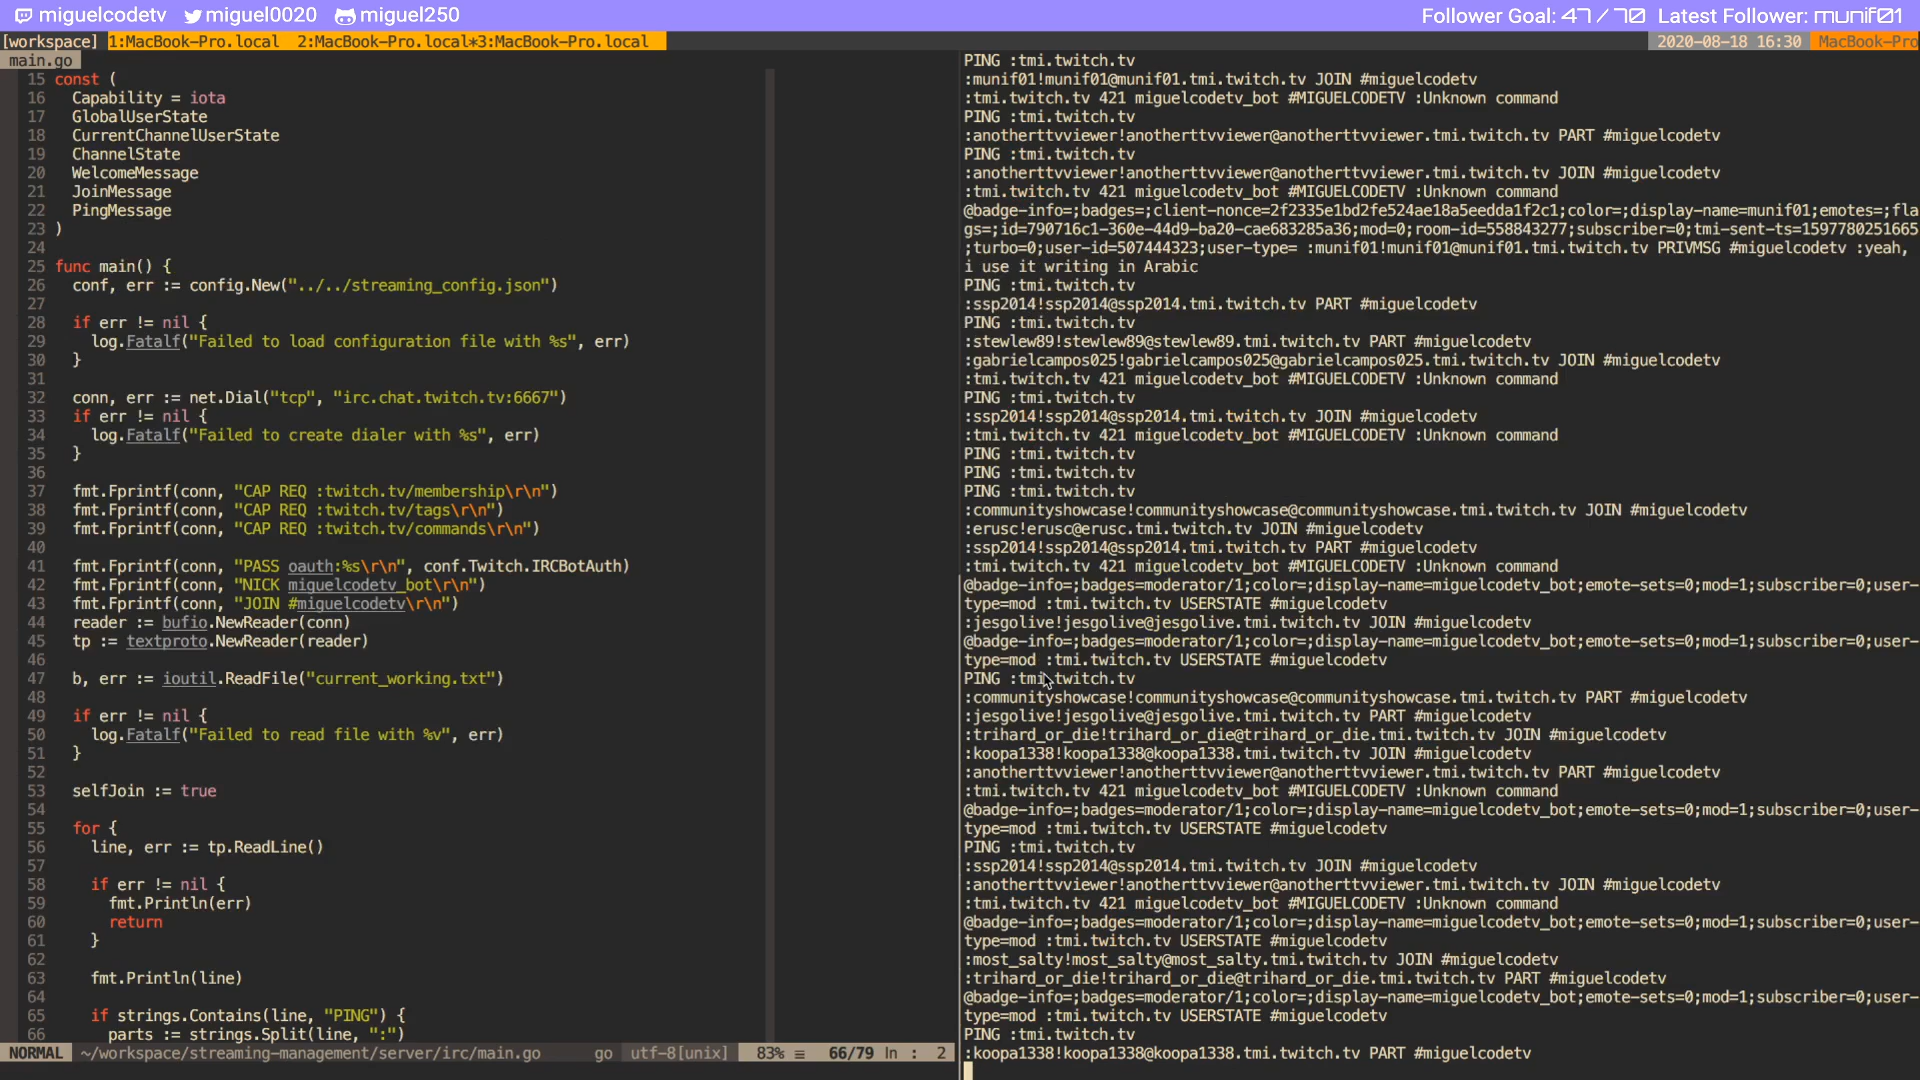 miguelcodetv miguel0020 miguel250
Follower Goal: 47 / 70 Latest Follower: munif01
[workspace] 1:MacBook-Pro.local 2:MacBook-Pro.local*3:MacBook-Pro.local
2020-08-18 16:30 MacBook-Pro
main.go
15 const (
16 Capability = iota
17 GlobalUserState
18 CurrentChannelUserState
19 ChannelState
20 WelcomeMessage
21 JoinMessage
22 PingMessage
23 )
24
25 func main() {
26 conf, err := config.New("../../streaming_config.json")
27
28 if err != nil {
29 log.Fatalf("Failed to load configuration file with %s", err)
30 }
31
32 conn, err := net.Dial("tcp", "irc.chat.twitch.tv:6667")
33 if err != nil {
34 log.Fatalf("Failed to create dialer with %s", err)
35 }
36
37 fmt.Fprintf(conn, "CAP REQ :twitch.tv/membership\r\n")
38 fmt.Fprintf(conn, "CAP REQ :twitch.tv/tags\r\n")
39 fmt.Fprintf(conn, "CAP REQ :twitch.tv/commands\r\n")
40
41 fmt.Fprintf(conn, "PASS oauth:%s\r\n", conf.Twitch.IRCBotAuth)
42 fmt.Fprintf(conn, "NICK miguelcodetv_bot\r\n")
43 fmt.Fprintf(conn, "JOIN #miguelcodetv\r\n")
44 reader := bufio.NewReader(conn)
45 tp := textproto.NewReader(reader)
46
47 b, err := ioutil.ReadFile("current_working.txt")
48
49 if err != nil {
50 log.Fatalf("Failed to read file with %v", err)
51 }
52
53 selfJoin := true
54
55 for {
56 line, err := tp.ReadLine()
57
58 if err != nil {
59 fmt.Println(err)
60 return
61 }
62
63 fmt.Println(line)
64
65 if strings.Contains(line, "PING") {
66 parts := strings.Split(line, ":")
NORMAL ~/workspace/streaming-management/server/irc/main.go go utf-8[unix] 83% ≡ 66/79 ln : 2
PING :tmi.twitch.tv
:munif01!munif01@munif01.tmi.twitch.tv JOIN #miguelcodetv
:tmi.twitch.tv 421 miguelcodetv_bot #MIGUELCODETV :Unknown command
PING :tmi.twitch.tv
:anotherttvviewer!anotherttvviewer@anotherttvviewer.tmi.twitch.tv PART #miguelcodetv
PING :tmi.twitch.tv
:anotherttvviewer!anotherttvviewer@anotherttvviewer.tmi.twitch.tv JOIN #miguelcodetv
:tmi.twitch.tv 421 miguelcodetv_bot #MIGUELCODETV :Unknown command
@badge-info=;badges=;client-nonce=2f2335e1bd2fe524ae18a5eedda1f2c1;color=;display-name=munif01;emotes=;fla
gs=;id=790716c1-360e-44d9-ba20-cae683285a36;mod=0;room-id=558843277;subscriber=0;tmi-sent-ts=1597780251665
;turbo=0;user-id=507444323;user-type= :munif01!munif01@munif01.tmi.twitch.tv PRIVMSG #miguelcodetv :yeah,
i use it writing in Arabic
PING :tmi.twitch.tv
:ssp2014!ssp2014@ssp2014.tmi.twitch.tv PART #miguelcodetv
PING :tmi.twitch.tv
:stewlew89!stewlew89@stewlew89.tmi.twitch.tv PART #miguelcodetv
:gabrielcampos025!gabrielcampos025@gabrielcampos025.tmi.twitch.tv JOIN #miguelcodetv
:tmi.twitch.tv 421 miguelcodetv_bot #MIGUELCODETV :Unknown command
PING :tmi.twitch.tv
:ssp2014!ssp2014@ssp2014.tmi.twitch.tv JOIN #miguelcodetv
:tmi.twitch.tv 421 miguelcodetv_bot #MIGUELCODETV :Unknown command
PING :tmi.twitch.tv
PING :tmi.twitch.tv
PING :tmi.twitch.tv
:communityshowcase!communityshowcase@communityshowcase.tmi.twitch.tv JOIN #miguelcodetv
:erusc!erusc@erusc.tmi.twitch.tv JOIN #miguelcodetv
:ssp2014!ssp2014@ssp2014.tmi.twitch.tv PART #miguelcodetv
:tmi.twitch.tv 421 miguelcodetv_bot #MIGUELCODETV :Unknown command
@badge-info=;badges=moderator/1;color=;display-name=miguelcodetv_bot;emote-sets=0;mod=1;subscriber=0;user-
type=mod :tmi.twitch.tv USERSTATE #miguelcodetv
:jesgolive!jesgolive@jesgolive.tmi.twitch.tv JOIN #miguelcodetv
@badge-info=;badges=moderator/1;color=;display-name=miguelcodetv_bot;emote-sets=0;mod=1;subscriber=0;user-
type=mod :tmi.twitch.tv USERSTATE #miguelcodetv
PING :tmi.twitch.tv
:communityshowcase!communityshowcase@communityshowcase.tmi.twitch.tv PART #miguelcodetv
:jesgolive!jesgolive@jesgolive.tmi.twitch.tv PART #miguelcodetv
:trihard_or_die!trihard_or_die@trihard_or_die.tmi.twitch.tv JOIN #miguelcodetv
:koopa1338!koopa1338@koopa1338.tmi.twitch.tv JOIN #miguelcodetv
:anotherttvviewer!anotherttvviewer@anotherttvviewer.tmi.twitch.tv PART #miguelcodetv
:tmi.twitch.tv 421 miguelcodetv_bot #MIGUELCODETV :Unknown command
@badge-info=;badges=moderator/1;color=;display-name=miguelcodetv_bot;emote-sets=0;mod=1;subscriber=0;user-
type=mod :tmi.twitch.tv USERSTATE #miguelcodetv
PING :tmi.twitch.tv
:ssp2014!ssp2014@ssp2014.tmi.twitch.tv JOIN #miguelcodetv
:anotherttvviewer!anotherttvviewer@anotherttvviewer.tmi.twitch.tv JOIN #miguelcodetv
:tmi.twitch.tv 421 miguelcodetv_bot #MIGUELCODETV :Unknown command
@badge-info=;badges=moderator/1;color=;display-name=miguelcodetv_bot;emote-sets=0;mod=1;subscriber=0;user-
type=mod :tmi.twitch.tv USERSTATE #miguelcodetv
:most_salty!most_salty@most_salty.tmi.twitch.tv JOIN #miguelcodetv
:trihard_or_die!trihard_or_die@trihard_or_die.tmi.twitch.tv PART #miguelcodetv
@badge-info=;badges=moderator/1;color=;display-name=miguelcodetv_bot;emote-sets=0;mod=1;subscriber=0;user-
type=mod :tmi.twitch.tv USERSTATE #miguelcodetv
PING :tmi.twitch.tv
:koopa1338!koopa1338@koopa1338.tmi.twitch.tv PART #miguelcodetv